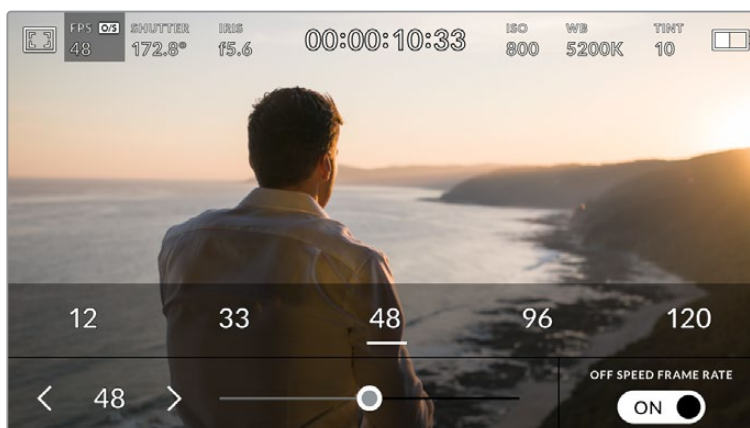 FPS O/S SHUTTER IRIS 00:00:10:33 ISO WB TINT
48 172.8° f5.6 800 5200K 10
12 33 48 96 120
OFF SPEED FRAME RATE
48 ON